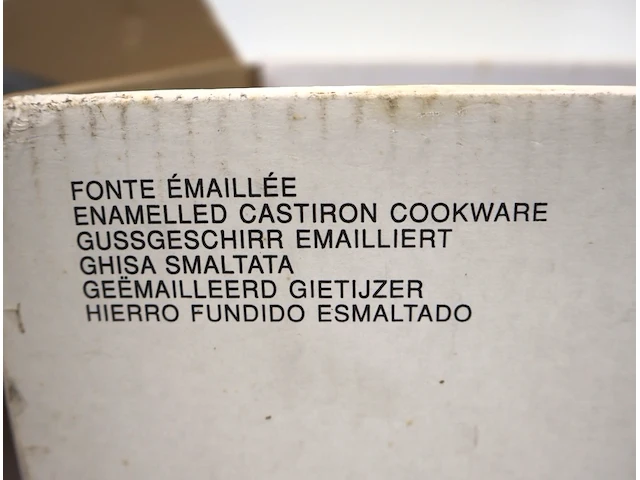 FONTE ÉMAILLÉE
ENAMELLED CASTIRON COOKWARE
GUSSGESCHIRR EMAILLIERT
GHISA SMALTATA
GEËMAILLEERD GIETIJZER
HIERRO FUNDIDO ESMALTADO